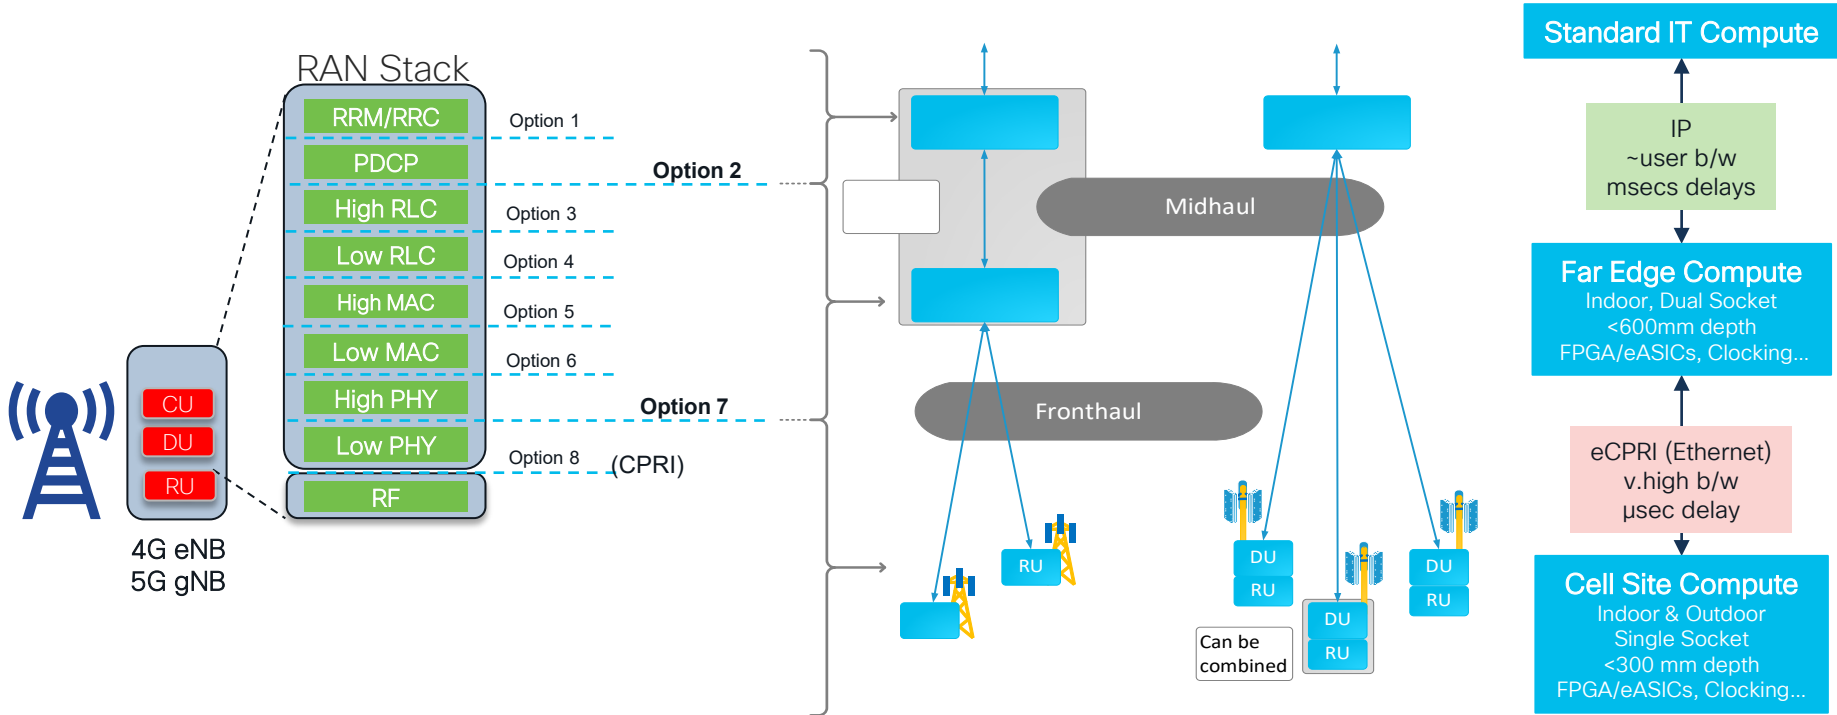 RAN Stack
RRM/RRC
PDCP
High RLC
Low RLC
High MAC
Low MAC
High PHY
Low PHY
RF
Option 1
Option 2
Option 3
Option 4
Option 5
Option 6
Option 7
Option 8
(CPRI)
CU
DU
RU
4G eNB
5G gNB
Midhaul
Fronthaul
RU
DU
RU
DU
RU
DU
RU
Can be
combined
Standard IT Compute
IP
~user b/w
msecs delays
Far Edge Compute
Indoor, Dual Socket
<600mm depth
FPGA/eASICs, Clocking...
eCPRI (Ethernet)
v.high b/w
µsec delay
Cell Site Compute
Indoor & Outdoor
Single Socket
<300 mm depth
FPGA/eASICs, Clocking...